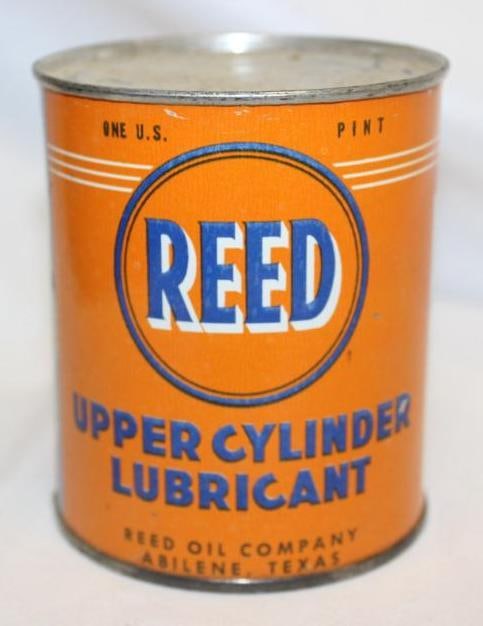 ONE U.S. PINT
REED
UPPER CYLINDER
LUBRICANT
REED OIL COMPANY
ABILENE, TEXAS